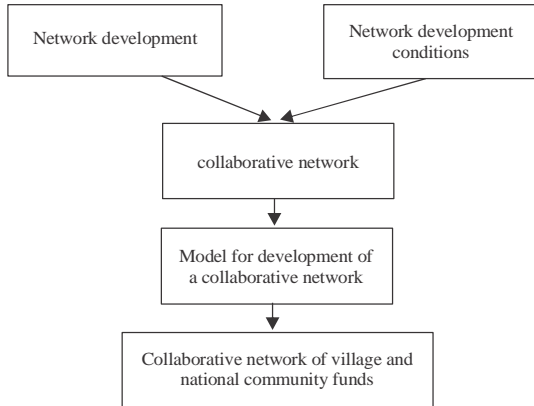 Network development
Network development
conditions
collaborative network
Model for development of
a collaborative network
Collaborative network of village and
national community funds